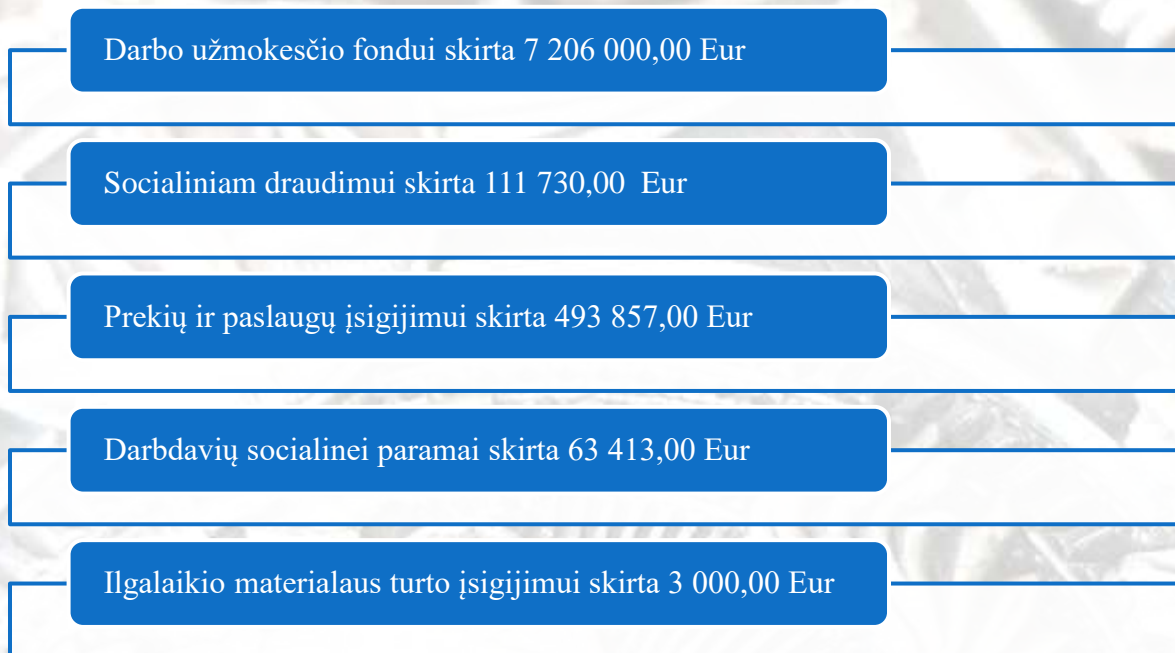 Darbo užmokesčio fondui skirta 7 206 000,00 Eur
Socialiniam draudimui skirta 111 730,00 Eur
Prekių ir paslaugų įsigijimui skirta 493 857,00 Eur
Darbdavių socialinei paramai skirta 63 413,00 Eur
Ilgalaikio materialaus turto įsigijimui skirta 3 000,00 Eur